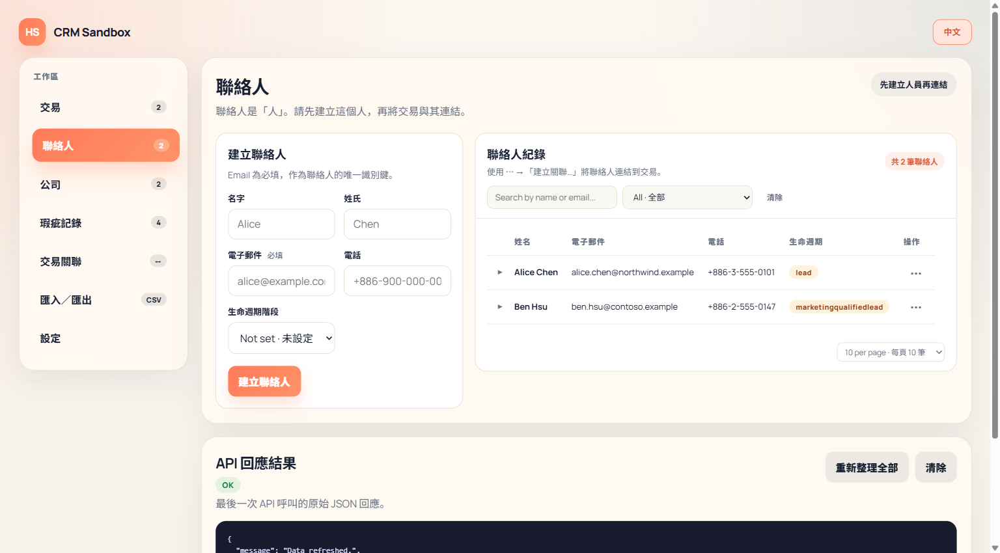 HS
CRM Sandbox
中文
工作區
交易 2
聯絡人 2
公司 2
瑕疵記錄 4
交易關聯 ↔
匯入／匯出 CSV
設定
聯絡人
先建立人員再連結
聯絡人是「人」。請先建立這個人，再將交易與其連結。
建立聯絡人
Email 為必填，作為聯絡人的唯一識別鍵。
名字 姓氏
Alice Chen
電子郵件 必填 電話
alice@example.co +886-900-000-00
生命週期階段
Not set · 未設定
建立聯絡人
聯絡人紀錄
共 2 筆聯絡人
使用 ⋯ → 「建立關聯…」將聯絡人連結到交易。
Search by name or email... All · 全部 清除
姓名 電子郵件 電話 生命週期 操作
▶ Alice Chen alice.chen@northwind.example +886-3-555-0101 lead •••
▶ Ben Hsu ben.hsu@contoso.example +886-2-555-0147 marketingqualifiedlead •••
10 per page · 每頁 10 筆
API 回應結果
重新整理全部 清除
OK
最後一次 API 呼叫的原始 JSON 回應。
{
"message": "Data refreshed.",